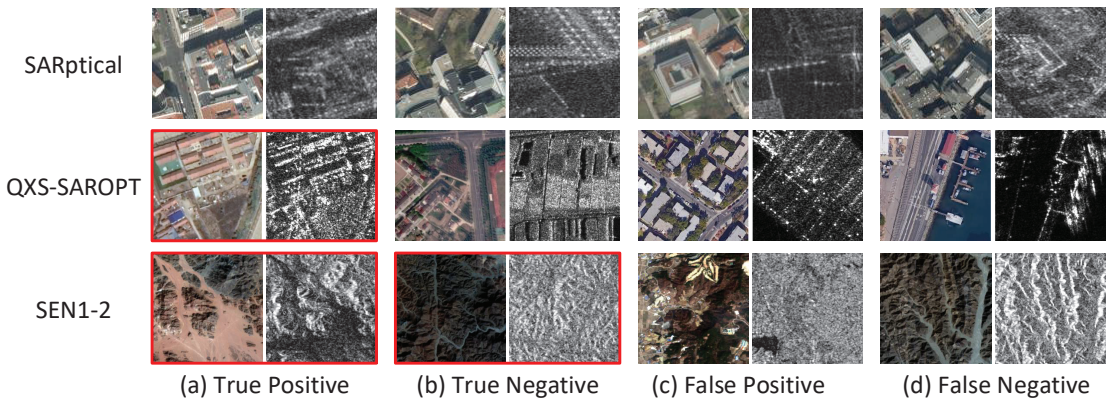 SARptical
QXS-SAROPT
SEN1-2
(a) True Positive
(b) True Negative
(c) False Positive
(d) False Negative